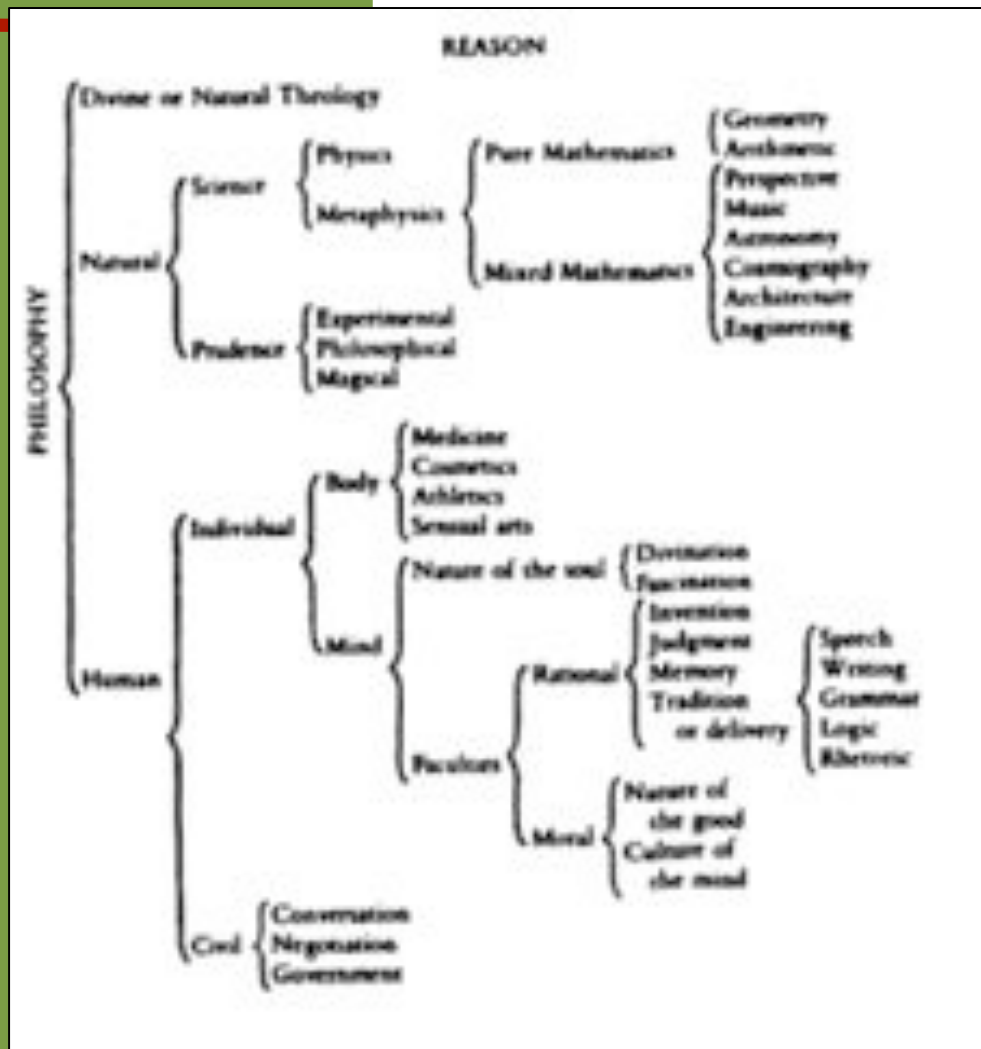 REASON
PHILOSOPHY
Divine or Natural Theology
Natural
Science
Physics
Metaphysics
Pure Mathematics
Geometry
Arithmetic
Mixed Mathematics
Perspective
Music
Astronomy
Cosmography
Architecture
Engineering
Prudence
Experimental
Philosophical
Magical
Human
Individual
Body
Medicine
Cosmetics
Athletics
Sensual arts
Mind
Nature of the soul
Divination
Fascination
Faculties
Rational
Invention
Judgment
Memory
Tradition
or delivery
Speech
Writing
Grammar
Logic
Rhetoric
Moral
Nature of
the good
Culture of
the mind
Civil
Conversation
Negotiation
Government